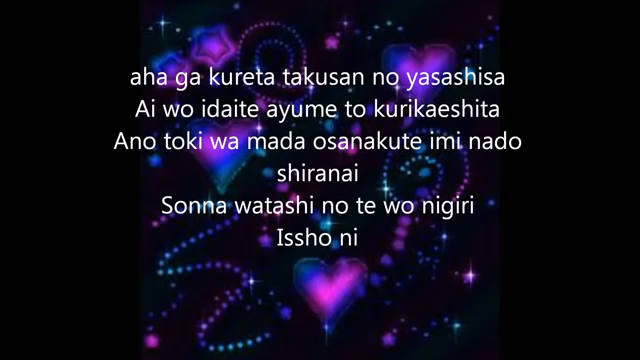 aha ga kureta takusan no yasashisa
Ai wo idaite ayume to kurikaeshita
Ano toki wa mada osanakute imi nado
shiranai
Sonna watashi no te wo nigiri
Issho ni